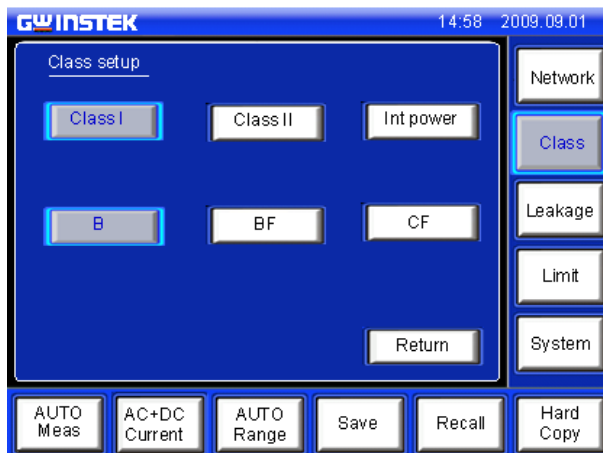 GWINSTEK 14:58 2009.09.01
Class setup
Class I Class II Int power
B BF CF
Return
Network
Class
Leakage
Limit
System
AUTO Meas
AC+DC Current
AUTO Range
Save
Recall
Hard Copy